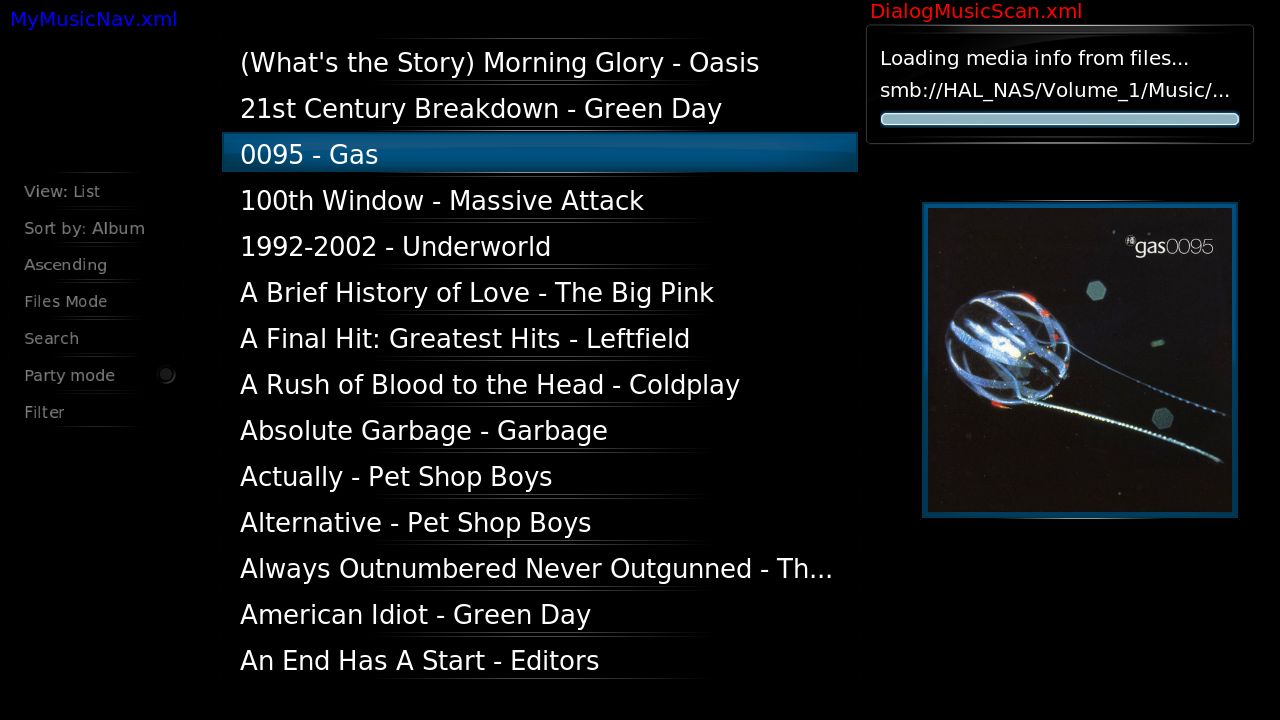 MyMusicNav.xml
DialogMusicScan.xml
Loading media info from files...
smb://HAL_NAS/Volume_1/Music/...
(What's the Story) Morning Glory - Oasis
21st Century Breakdown - Green Day
0095 - Gas
100th Window - Massive Attack
1992-2002 - Underworld
A Brief History of Love - The Big Pink
A Final Hit: Greatest Hits - Leftfield
A Rush of Blood to the Head - Coldplay
Absolute Garbage - Garbage
Actually - Pet Shop Boys
Alternative - Pet Shop Boys
Always Outnumbered Never Outgunned - Th...
American Idiot - Green Day
An End Has A Start - Editors
View: List
Sort by: Album
Ascending
Files Mode
Search
Party mode
Filter
gas0095